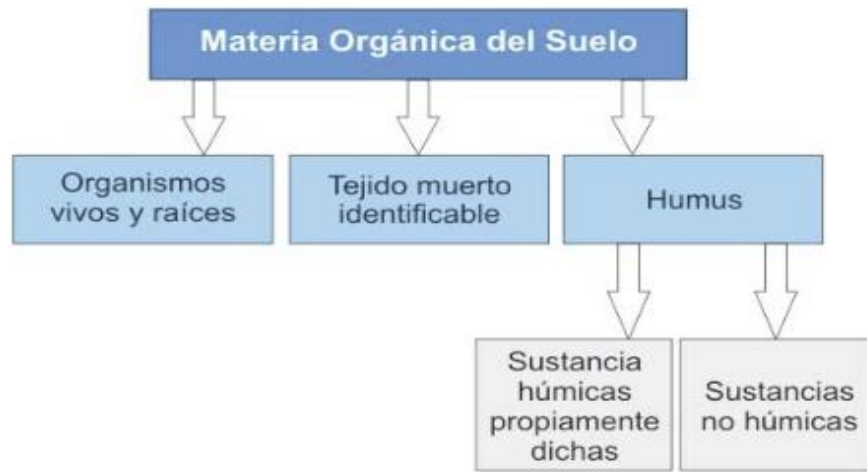 Materia Orgánica del Suelo
Organismos
vivos y raíces
Tejido muerto
identificable
Humus
Sustancia
húmicas
propiamente
dichas
Sustancias
no húmicas